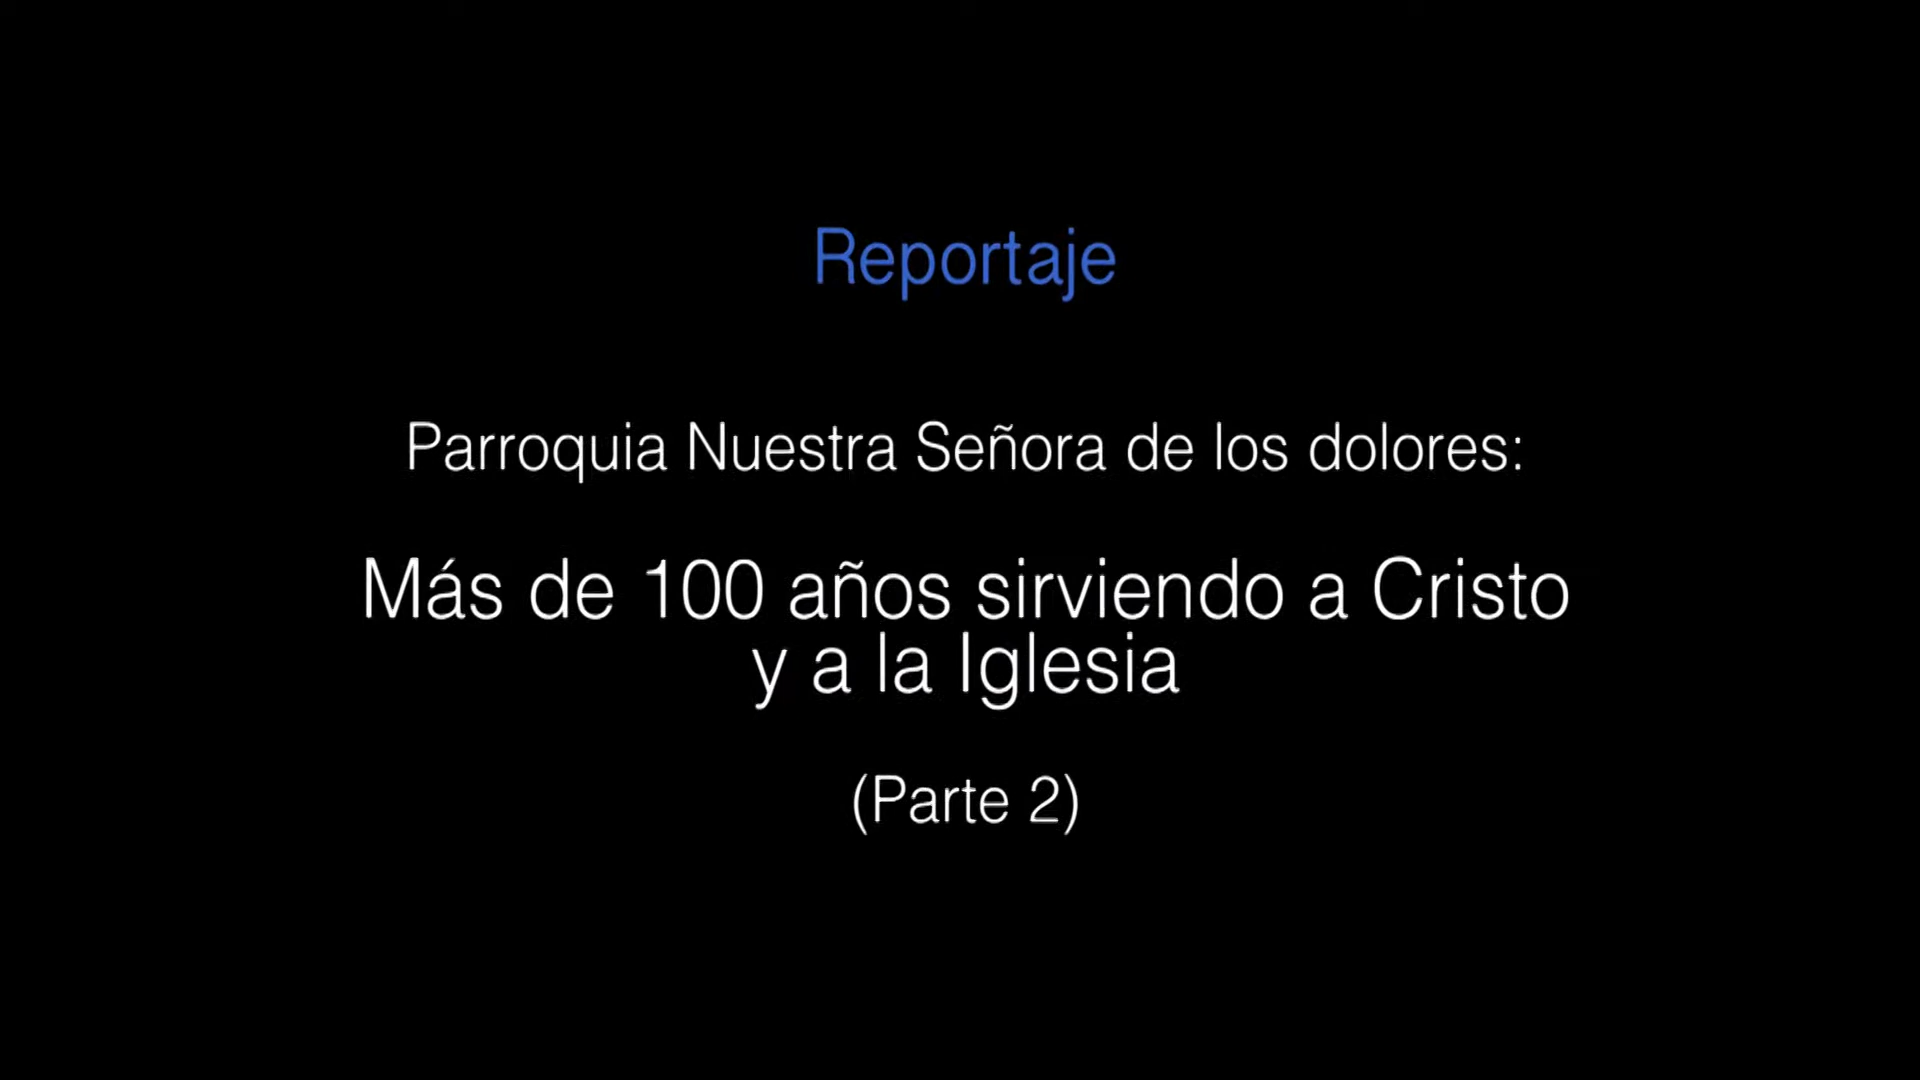 Reportaje
Parroquia Nuestra Señora de los dolores:
Más de 100 años sirviendo a Cristo
y a la Iglesia
(Parte 2)